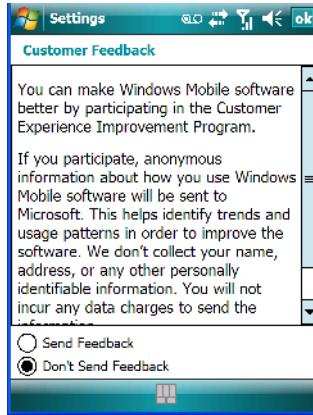 Settings
ok
Customer Feedback
You can make Windows Mobile software
better by participating in the Customer
Experience Improvement Program.
If you participate, anonymous
information about how you use Windows
Mobile software will be sent to
Microsoft. This helps identify trends and
usage patterns in order to improve the
software. We don't collect your name,
address, or any other personally
identifiable information. You will not
incur any data charges to send the
information.
Send Feedback
Don't Send Feedback